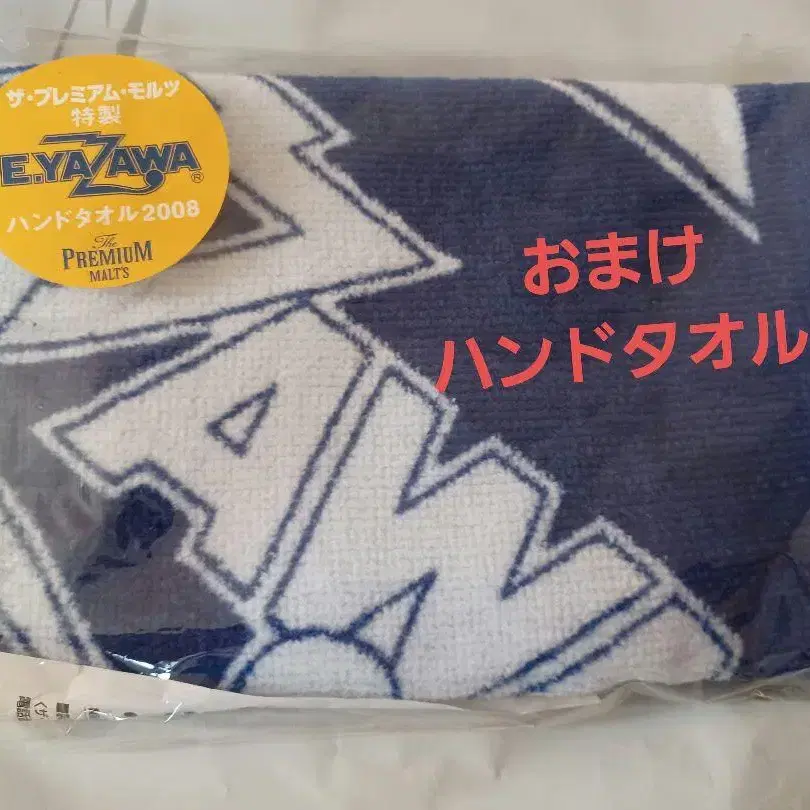 ザ・プレミアム・モルツ
特製
E.YAZAWA®
ハンドタオル2008
The
PREMIUM
MALT'S
おまけ
ハンドタオル
AW